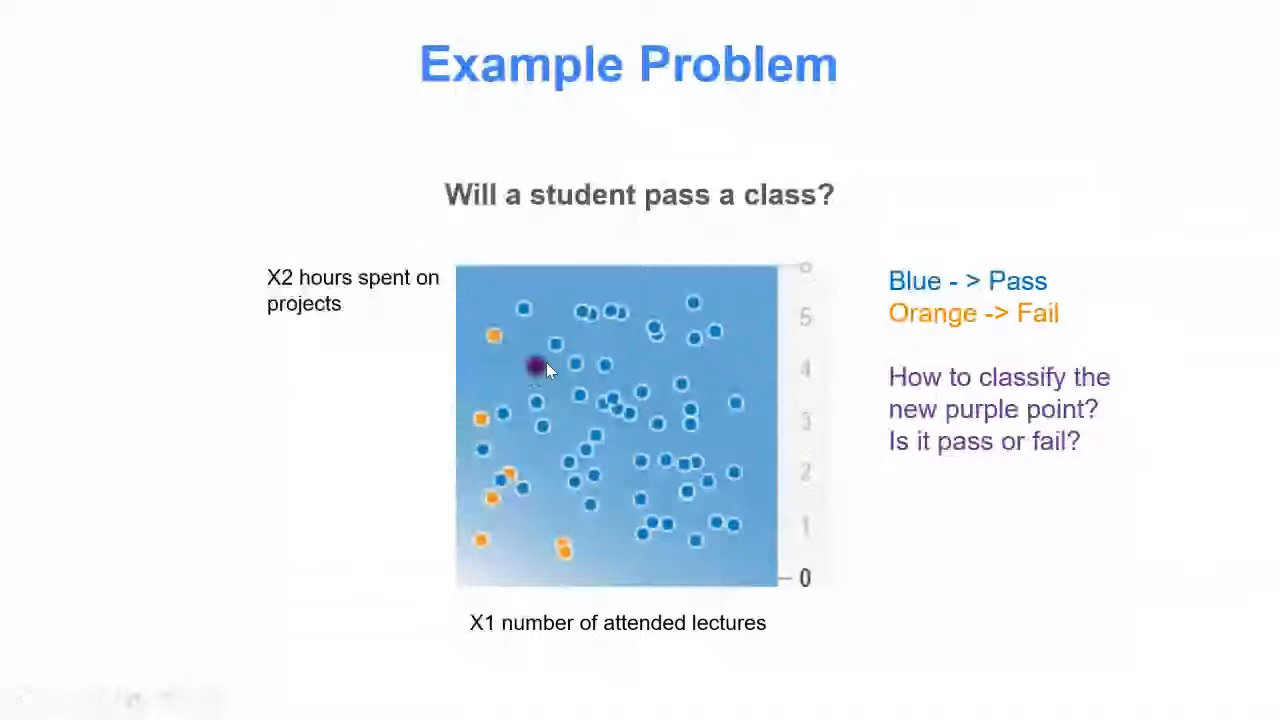 Example Problem
Will a student pass a class?
X2 hours spent on
projects
5
4
3
2
1
0
Blue - > Pass
Orange -> Fail
How to classify the
new purple point?
Is it pass or fail?
X1 number of attended lectures